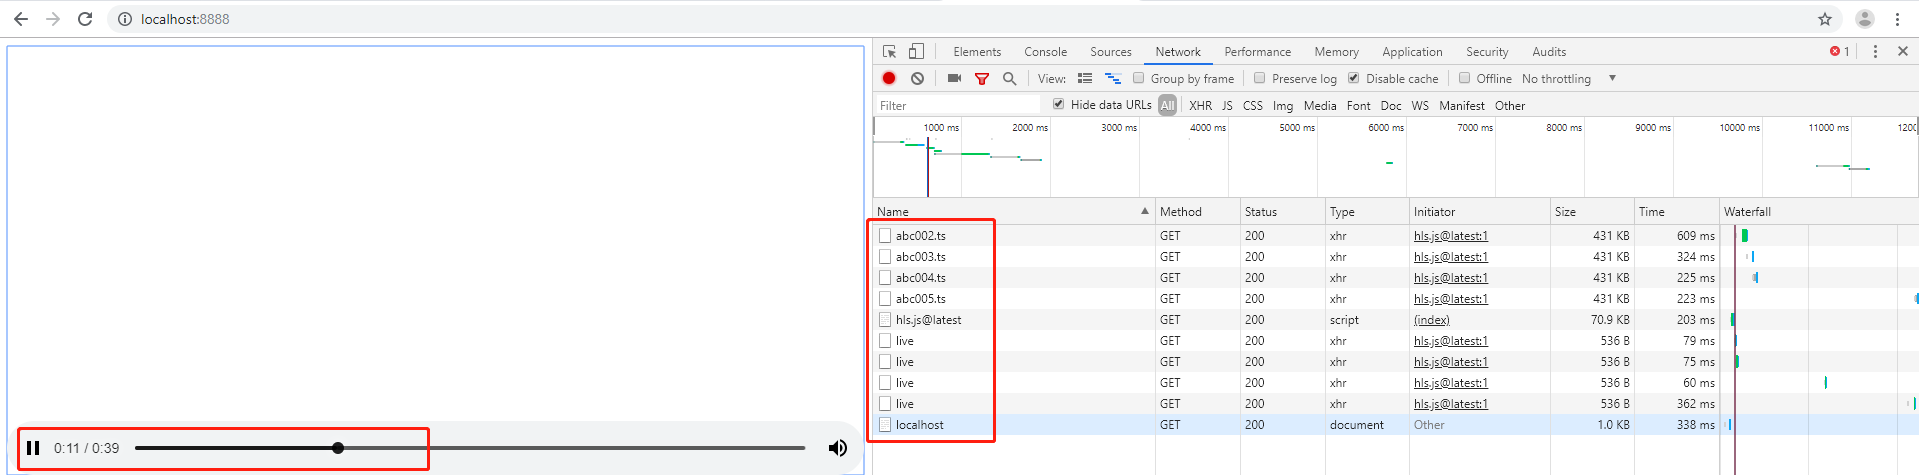 localhost:8888
Elements Console Sources Network Performance Memory Application Security Audits 1
View: Group by frame Preserve log Disable cache Offline No throttling
Filter Hide data URLs All XHR JS CSS Img Media Font Doc WS Manifest Other
1000 ms 2000 ms 3000 ms 4000 ms 5000 ms 6000 ms 7000 ms 8000 ms 9000 ms 10000 ms 11000 ms 1200
Name Method Status Type Initiator Size Time Waterfall
abc002.ts GET 200 xhr hls.js@latest:1 431 KB 609 ms
abc003.ts GET 200 xhr hls.js@latest:1 431 KB 324 ms
abc004.ts GET 200 xhr hls.js@latest:1 431 KB 225 ms
abc005.ts GET 200 xhr hls.js@latest:1 431 KB 223 ms
hls.js@latest GET 200 script (index) 70.9 KB 203 ms
live GET 200 xhr hls.js@latest:1 536 B 79 ms
live GET 200 xhr hls.js@latest:1 536 B 75 ms
live GET 200 xhr hls.js@latest:1 536 B 60 ms
live GET 200 xhr hls.js@latest:1 536 B 362 ms
localhost GET 200 document Other 1.0 KB 338 ms
0:11 / 0:39